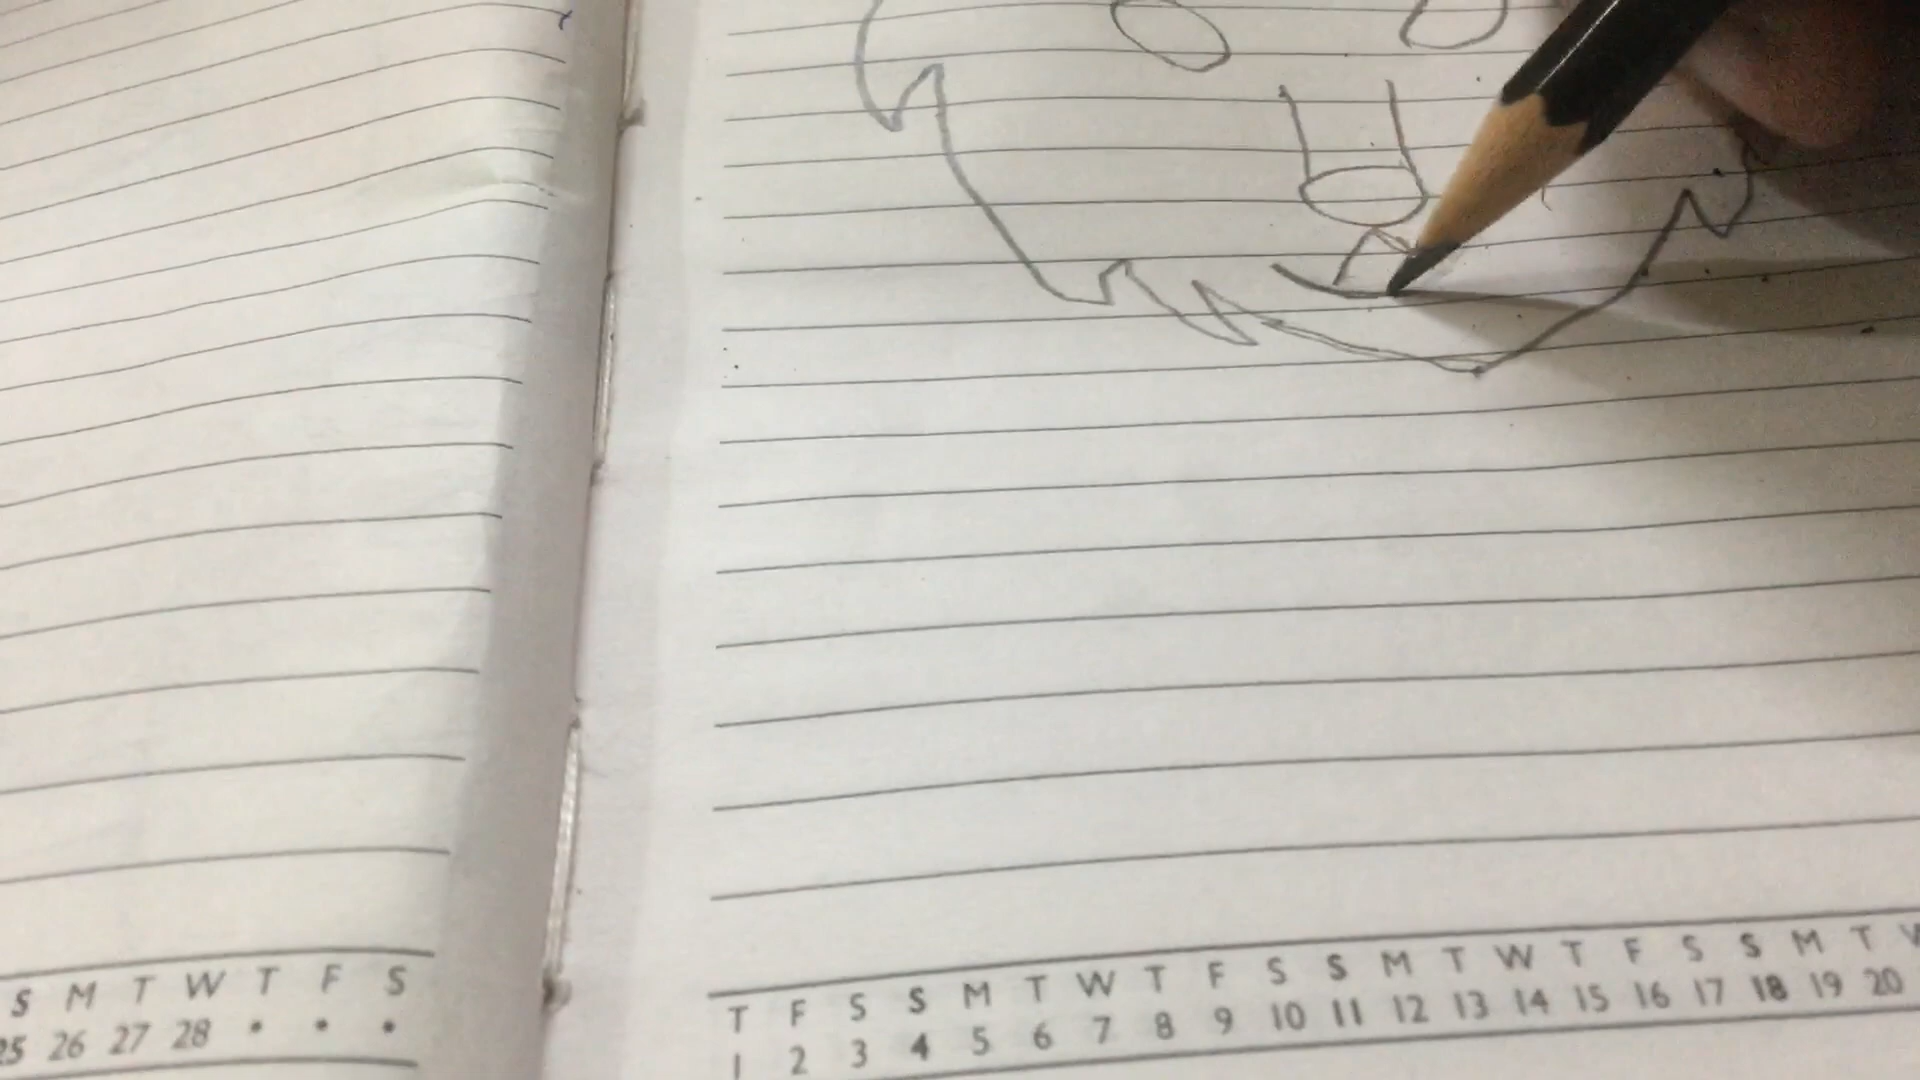 S M T W T F S
25 26 27 28 • • •
T F S S M T W T F S S M T W T F S S M T W
1 2 3 4 5 6 7 8 9 10 11 12 13 14 15 16 17 18 19 20